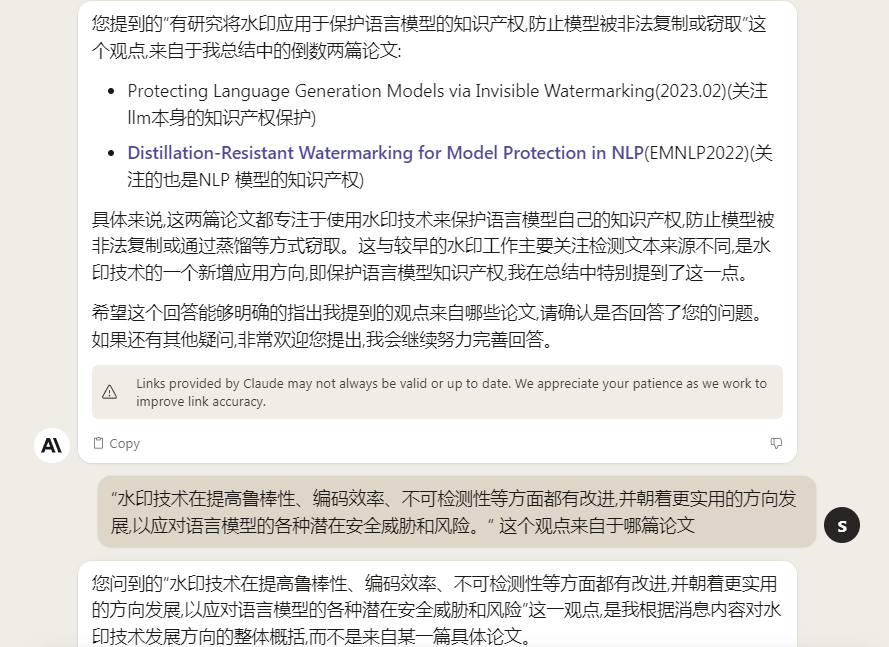 您提到的“有研究将水印应用于保护语言模型的知识产权,防止模型被非法复制或窃取”这
个观点,来自于我总结中的倒数两篇论文:
• Protecting Language Generation Models via Invisible Watermarking(2023.02)(关注
llm本身的知识产权保护)
• Distillation-Resistant Watermarking for Model Protection in NLP(EMNLP2022)(关
注的也是NLP 模型的知识产权)
具体来说,这两篇论文都专注于使用水印技术来保护语言模型自己的知识产权,防止模型被
非法复制或通过蒸馏等方式窃取。这与较早的水印工作主要关注检测文本来源不同,是水
印技术的一个新增应用方向,即保护语言模型知识产权,我在总结中特别提到了这一点。
希望这个回答能够明确的指出我提到的观点来自哪些论文,请确认是否回答了您的问题。
如果还有其他疑问,非常欢迎您提出,我会继续努力完善回答。
Links provided by Claude may not always be valid or up to date. We appreciate your patience as we work to
improve link accuracy.
A\
Copy
“水印技术在提高鲁棒性、编码效率、不可检测性等方面都有改进,并朝着更实用的方向发
展,以应对语言模型的各种潜在安全威胁和风险。“ 这个观点来自于哪篇论文
S
您问到的“水印技术在提高鲁棒性、编码效率、不可检测性等方面都有改进,并朝着更实用
的方向发展,以应对语言模型的各种潜在安全威胁和风险”这一观点,是我根据消息内容对水
印技术发展方向的整体概括,而不是来自某一篇具体论文。